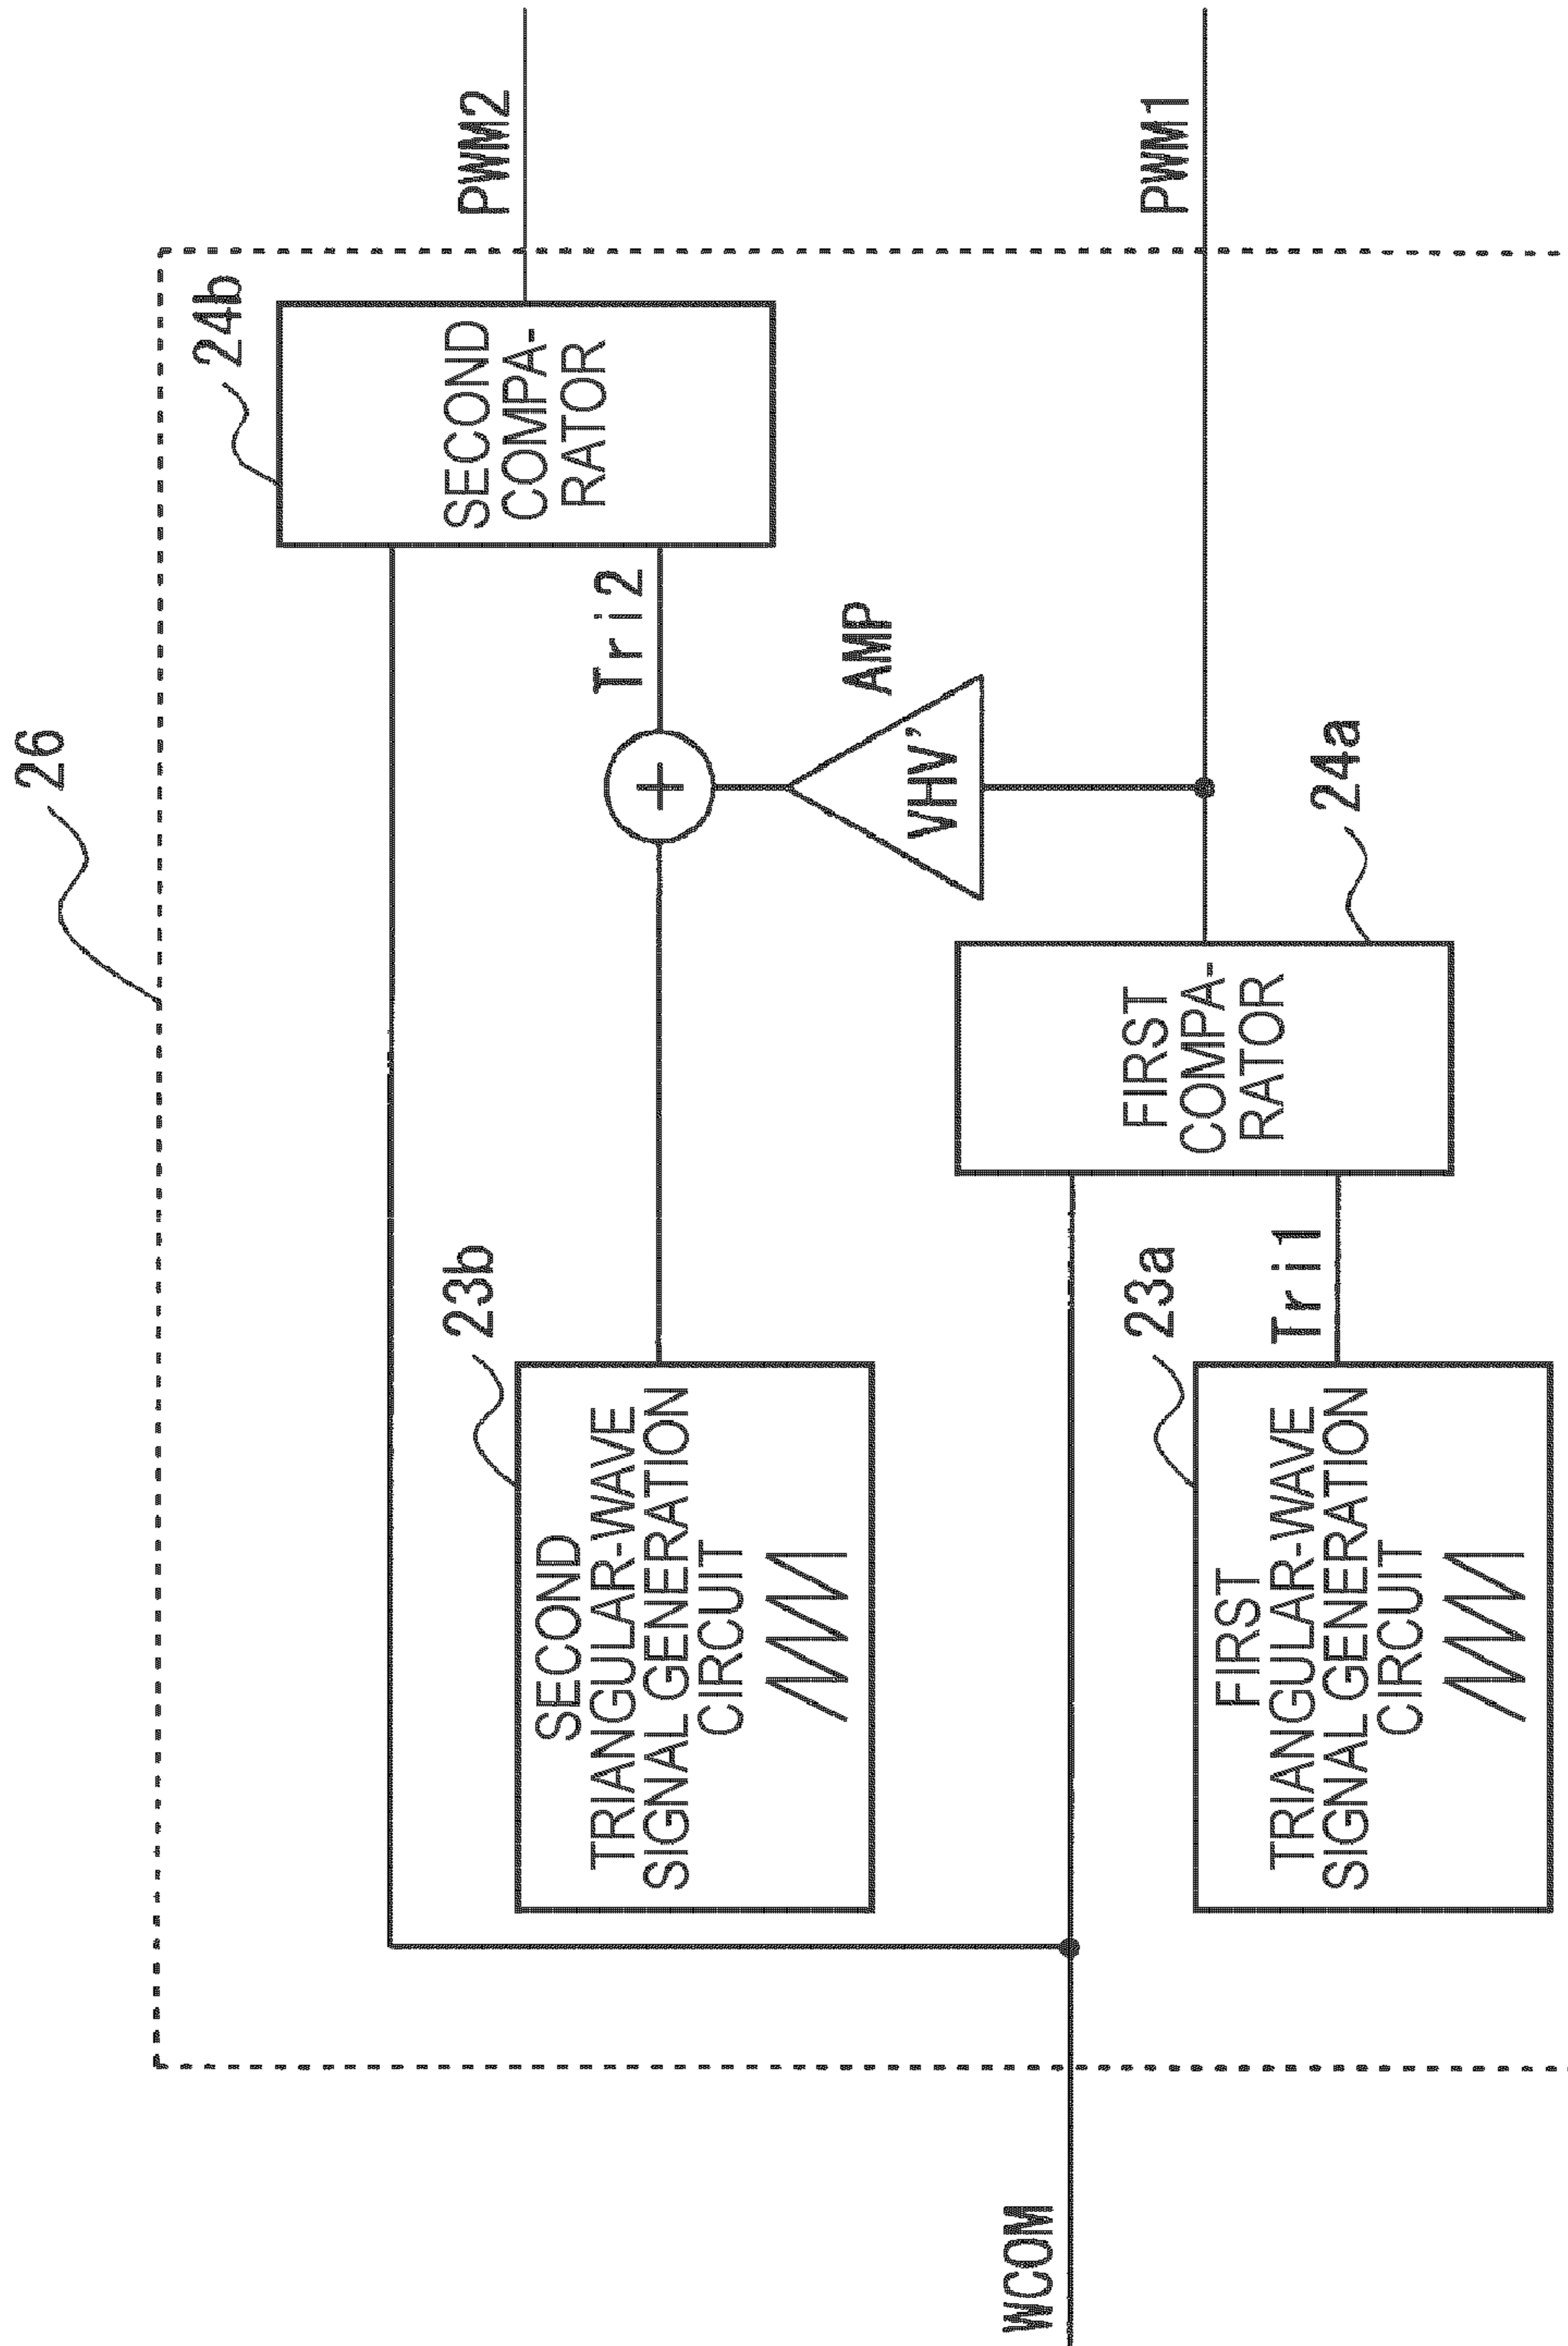 26
24b
PWM2
SECOND
COMPA-
RATOR
Tri2
+
23b
SECOND
TRIANGULAR-WAVE
SIGNAL GENERATION
CIRCUIT
AMP
VHV'
WCOM
PWM1
FIRST
COMPA-
RATOR
24a
23a
Tri1
FIRST
TRIANGULAR-WAVE
SIGNAL GENERATION
CIRCUIT